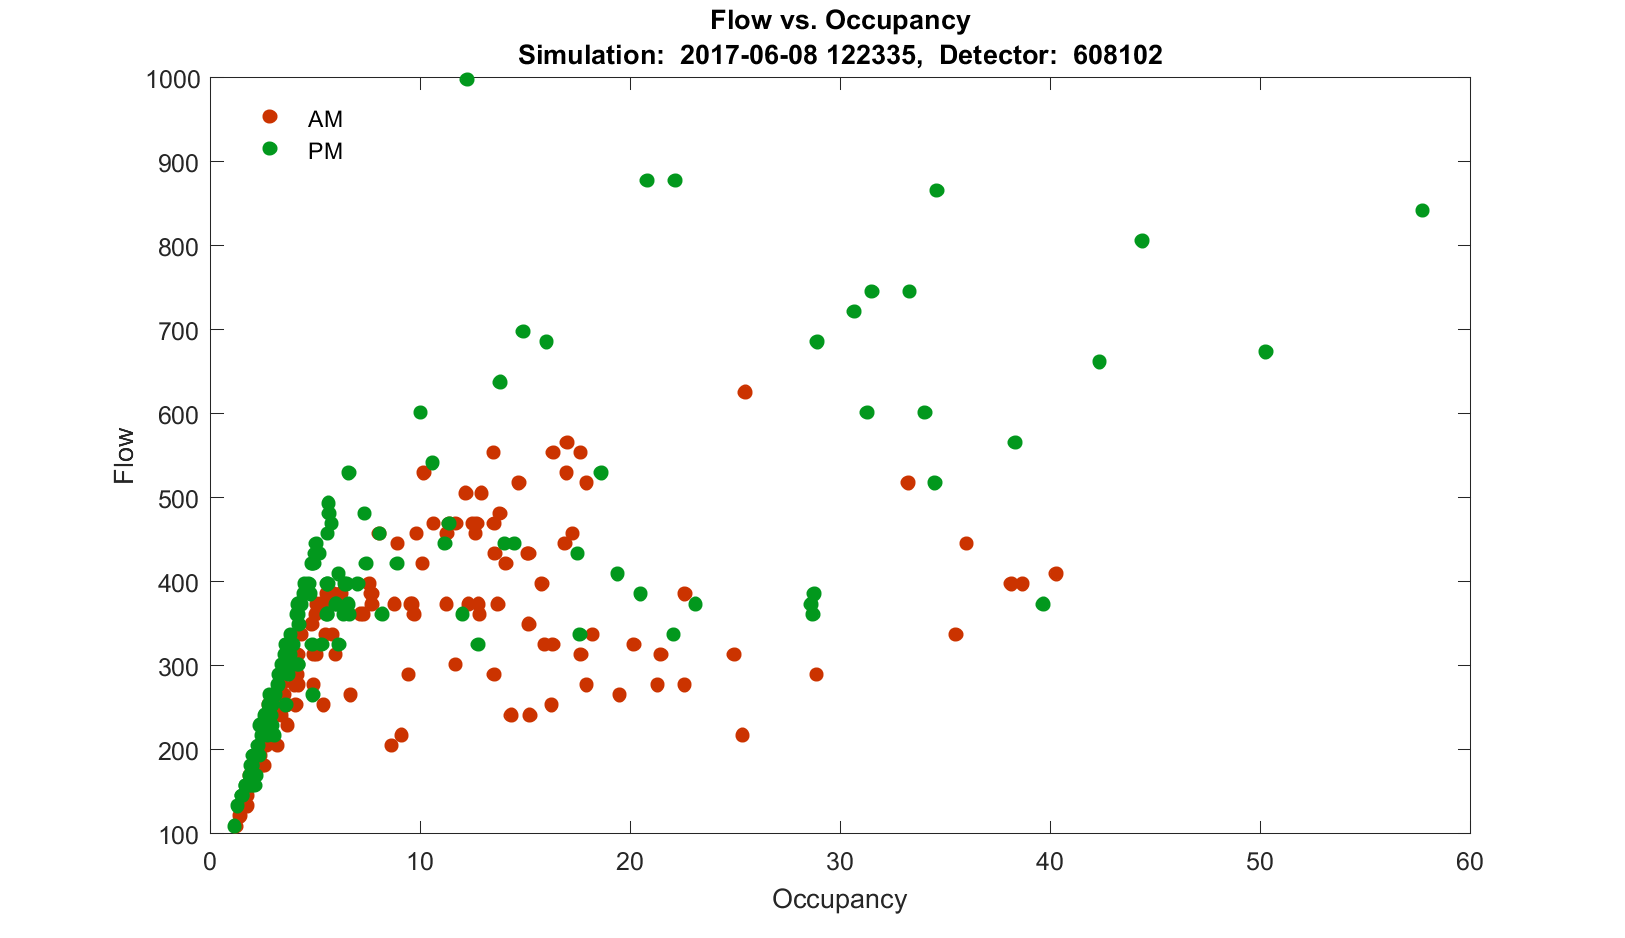 Flow vs. Occupancy
Simulation:  2017-06-08 122335,  Detector:  608102
1000
900
800
700
600
500
400
300
200
100
Flow
AM
PM
0 10 20 30 40 50 60
Occupancy